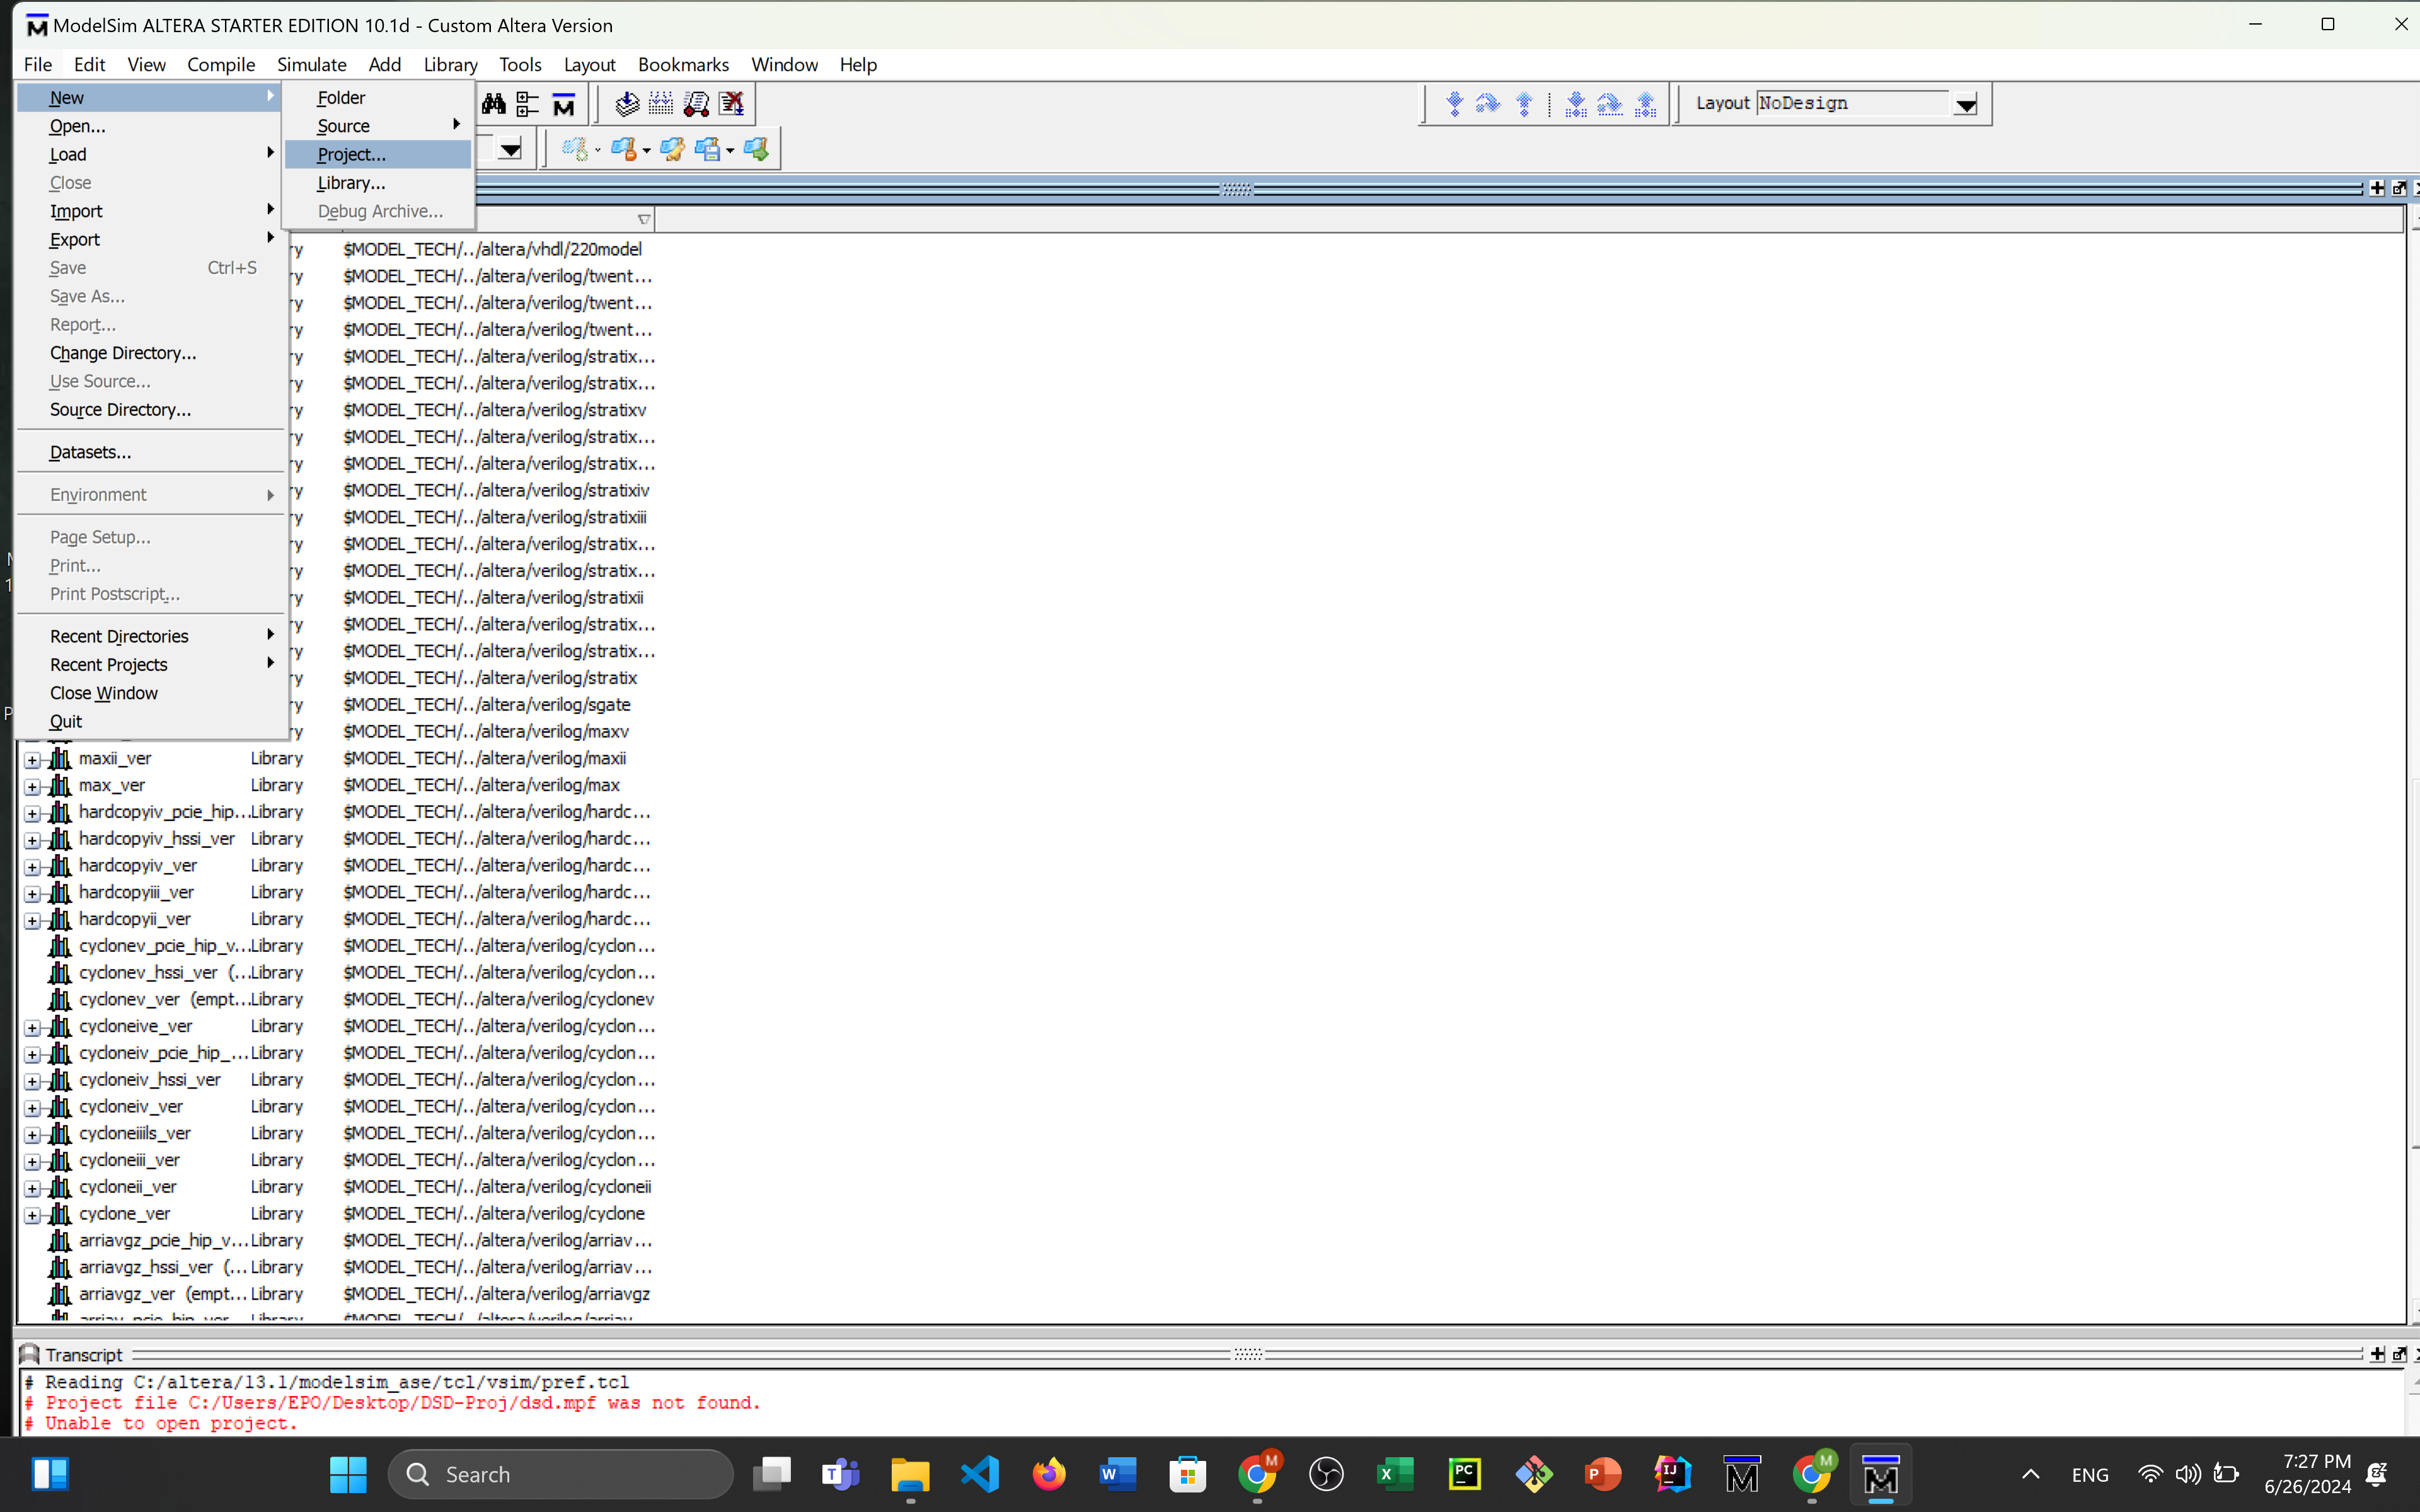 ModelSim ALTERA STARTER EDITION 10.1d - Custom Altera Version
File Edit View Compile Simulate Add Library Tools Layout Bookmarks Window Help
New
Open...
Load
Close
Import
Export
Save Ctrl+S
Save As...
Report...
Change Directory...
Use Source...
Source Directory...
Datasets...
Environment
Page Setup...
Print...
Print Postscript...
Recent Directories
Recent Projects
Close Window
Quit
Folder
Source
Project...
Library...
Debug Archive...
Layout NoDesign
ry $MODEL_TECH/../altera/vhdl/220model
ry $MODEL_TECH/../altera/verilog/twent...
ry $MODEL_TECH/../altera/verilog/twent...
ry $MODEL_TECH/../altera/verilog/twent...
ry $MODEL_TECH/../altera/verilog/stratix...
ry $MODEL_TECH/../altera/verilog/stratix...
ry $MODEL_TECH/../altera/verilog/stratixv
ry $MODEL_TECH/../altera/verilog/stratix...
ry $MODEL_TECH/../altera/verilog/stratix...
ry $MODEL_TECH/../altera/verilog/stratixiv
ry $MODEL_TECH/../altera/verilog/stratixiii
ry $MODEL_TECH/../altera/verilog/stratix...
ry $MODEL_TECH/../altera/verilog/stratix...
ry $MODEL_TECH/../altera/verilog/stratixii
ry $MODEL_TECH/../altera/verilog/stratix...
ry $MODEL_TECH/../altera/verilog/stratix...
ry $MODEL_TECH/../altera/verilog/stratix
ry $MODEL_TECH/../altera/verilog/sgate
ry $MODEL_TECH/../altera/verilog/maxv
maxii_ver Library $MODEL_TECH/../altera/verilog/maxii
max_ver Library $MODEL_TECH/../altera/verilog/max
hardcopyiv_pcie_hip... Library $MODEL_TECH/../altera/verilog/hardc...
hardcopyiv_hssi_ver Library $MODEL_TECH/../altera/verilog/hardc...
hardcopyiv_ver Library $MODEL_TECH/../altera/verilog/hardc...
hardcopyiii_ver Library $MODEL_TECH/../altera/verilog/hardc...
hardcopyii_ver Library $MODEL_TECH/../altera/verilog/hardc...
cyclonev_pcie_hip_v... Library $MODEL_TECH/../altera/verilog/cyclon...
cyclonev_hssi_ver (... Library $MODEL_TECH/../altera/verilog/cyclon...
cyclonev_ver (empt... Library $MODEL_TECH/../altera/verilog/cyclonev
cycloneive_ver Library $MODEL_TECH/../altera/verilog/cyclon...
cycloneiv_pcie_hip_... Library $MODEL_TECH/../altera/verilog/cyclon...
cycloneiv_hssi_ver Library $MODEL_TECH/../altera/verilog/cyclon...
cycloneiv_ver Library $MODEL_TECH/../altera/verilog/cyclon...
cycloneiiils_ver Library $MODEL_TECH/../altera/verilog/cyclon...
cycloneiii_ver Library $MODEL_TECH/../altera/verilog/cyclon...
cycloneii_ver Library $MODEL_TECH/../altera/verilog/cycloneii
cyclone_ver Library $MODEL_TECH/../altera/verilog/cyclone
arriavgz_pcie_hip_v... Library $MODEL_TECH/../altera/verilog/arriav...
arriavgz_hssi_ver (... Library $MODEL_TECH/../altera/verilog/arriav...
arriavgz_ver (empt... Library $MODEL_TECH/../altera/verilog/arriavgz
Transcript
# Reading C:/altera/13.1/modelsim_ase/tcl/vsim/pref.tcl
# Project file C:/Users/EPO/Desktop/DSD-Proj/dsd.mpf was not found.
# Unable to open project.
Search
ENG
7:27 PM
6/26/2024